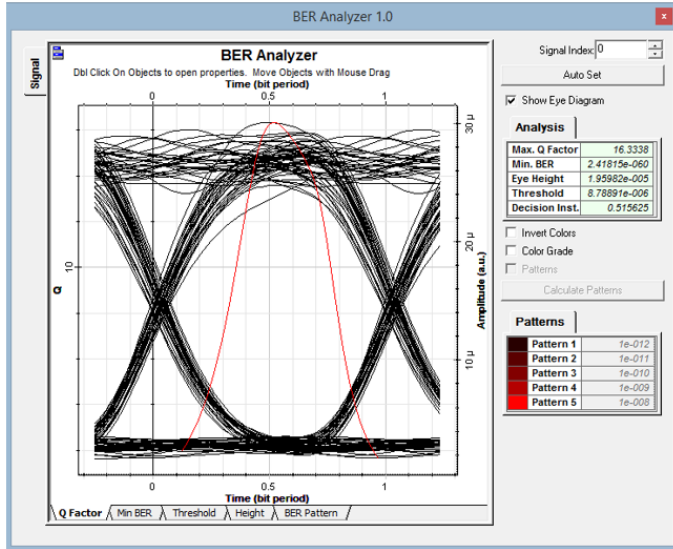 BER Analyzer 1.0
x
Signal
BER Analyzer
Dbl Click On Objects to open properties. Move Objects with Mouse Drag
Time (bit period)
0 0.5 1
Q
10
Amplitude (a.u.)
30 µ
20 µ
10 µ
0 0.5 1
Time (bit period)
Q Factor Min BER Threshold Height BER Pattern
Signal Index: 0
Auto Set
Show Eye Diagram
Analysis
Max. Q Factor 16.3338
Min. BER 2.41815e-060
Eye Height 1.95982e-005
Threshold 8.78891e-006
Decision Inst. 0.515625
Invert Colors
Color Grade
Patterns
Calculate Patterns
Patterns
Pattern 1 1e-012
Pattern 2 1e-011
Pattern 3 1e-010
Pattern 4 1e-009
Pattern 5 1e-008